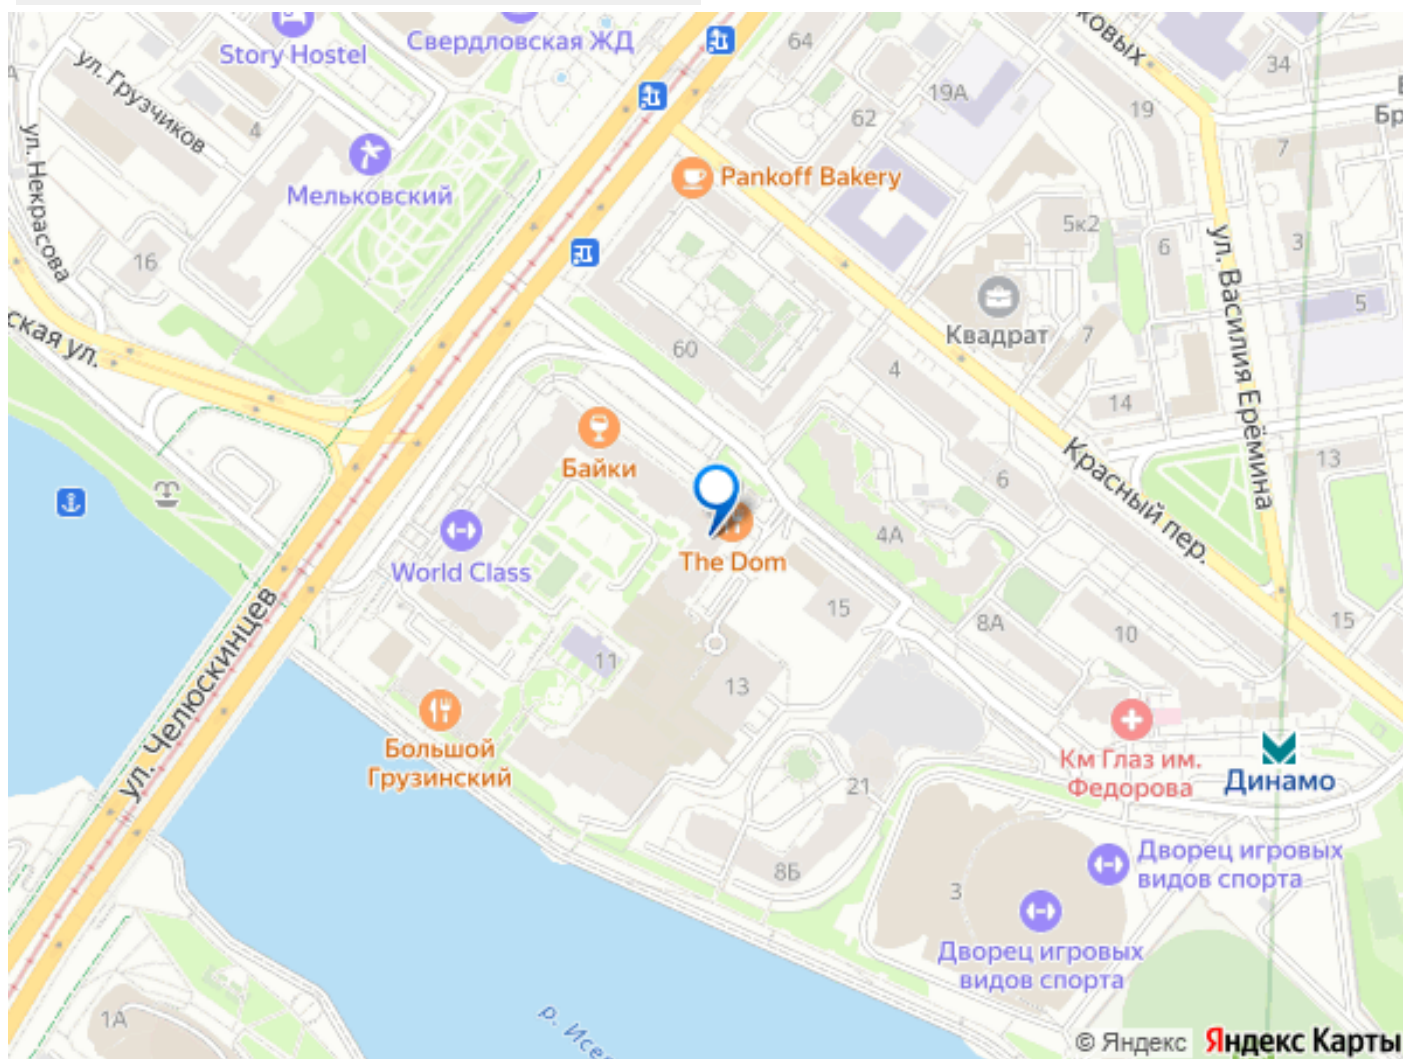 Story Hostel
Свердловская ЖД
64
19А
ковых
34
ул. Грузчиков
4
62
19
Бр
ул. Некрасова
Мельковский
Pankoff Bakery
7
5к2
6
3
16
ул. Василия Ерёмина
5
Квадрат
7
ская ул.
60
4
14
Байки
6
Красный пер.
13
World Class
The Dom
4А
ул. Челюскинцев
15
8А
10
15
11
13
Большой
Грузинский
Км Глаз им.
Федорова
Динамо
21
8Б
3
Дворец игровых
видов спорта
Дворец игровых
видов спорта
1А
р. Исе
© Яндекс Яндекс Карты